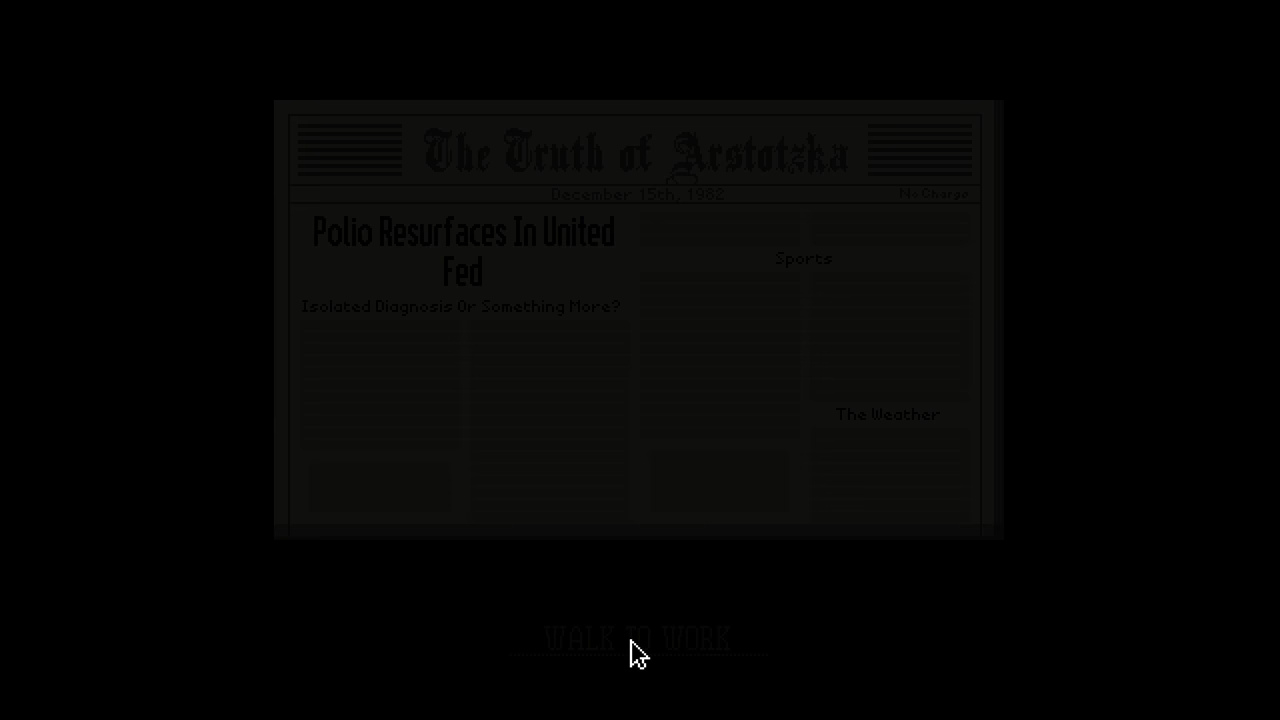 The Truth of Arstotzka
December 15th, 1982
No Charge
Polio Resurfaces In United
Fed
Isolated Diagnosis Or Something More?
Sports
The Weather
WALK TO WORK